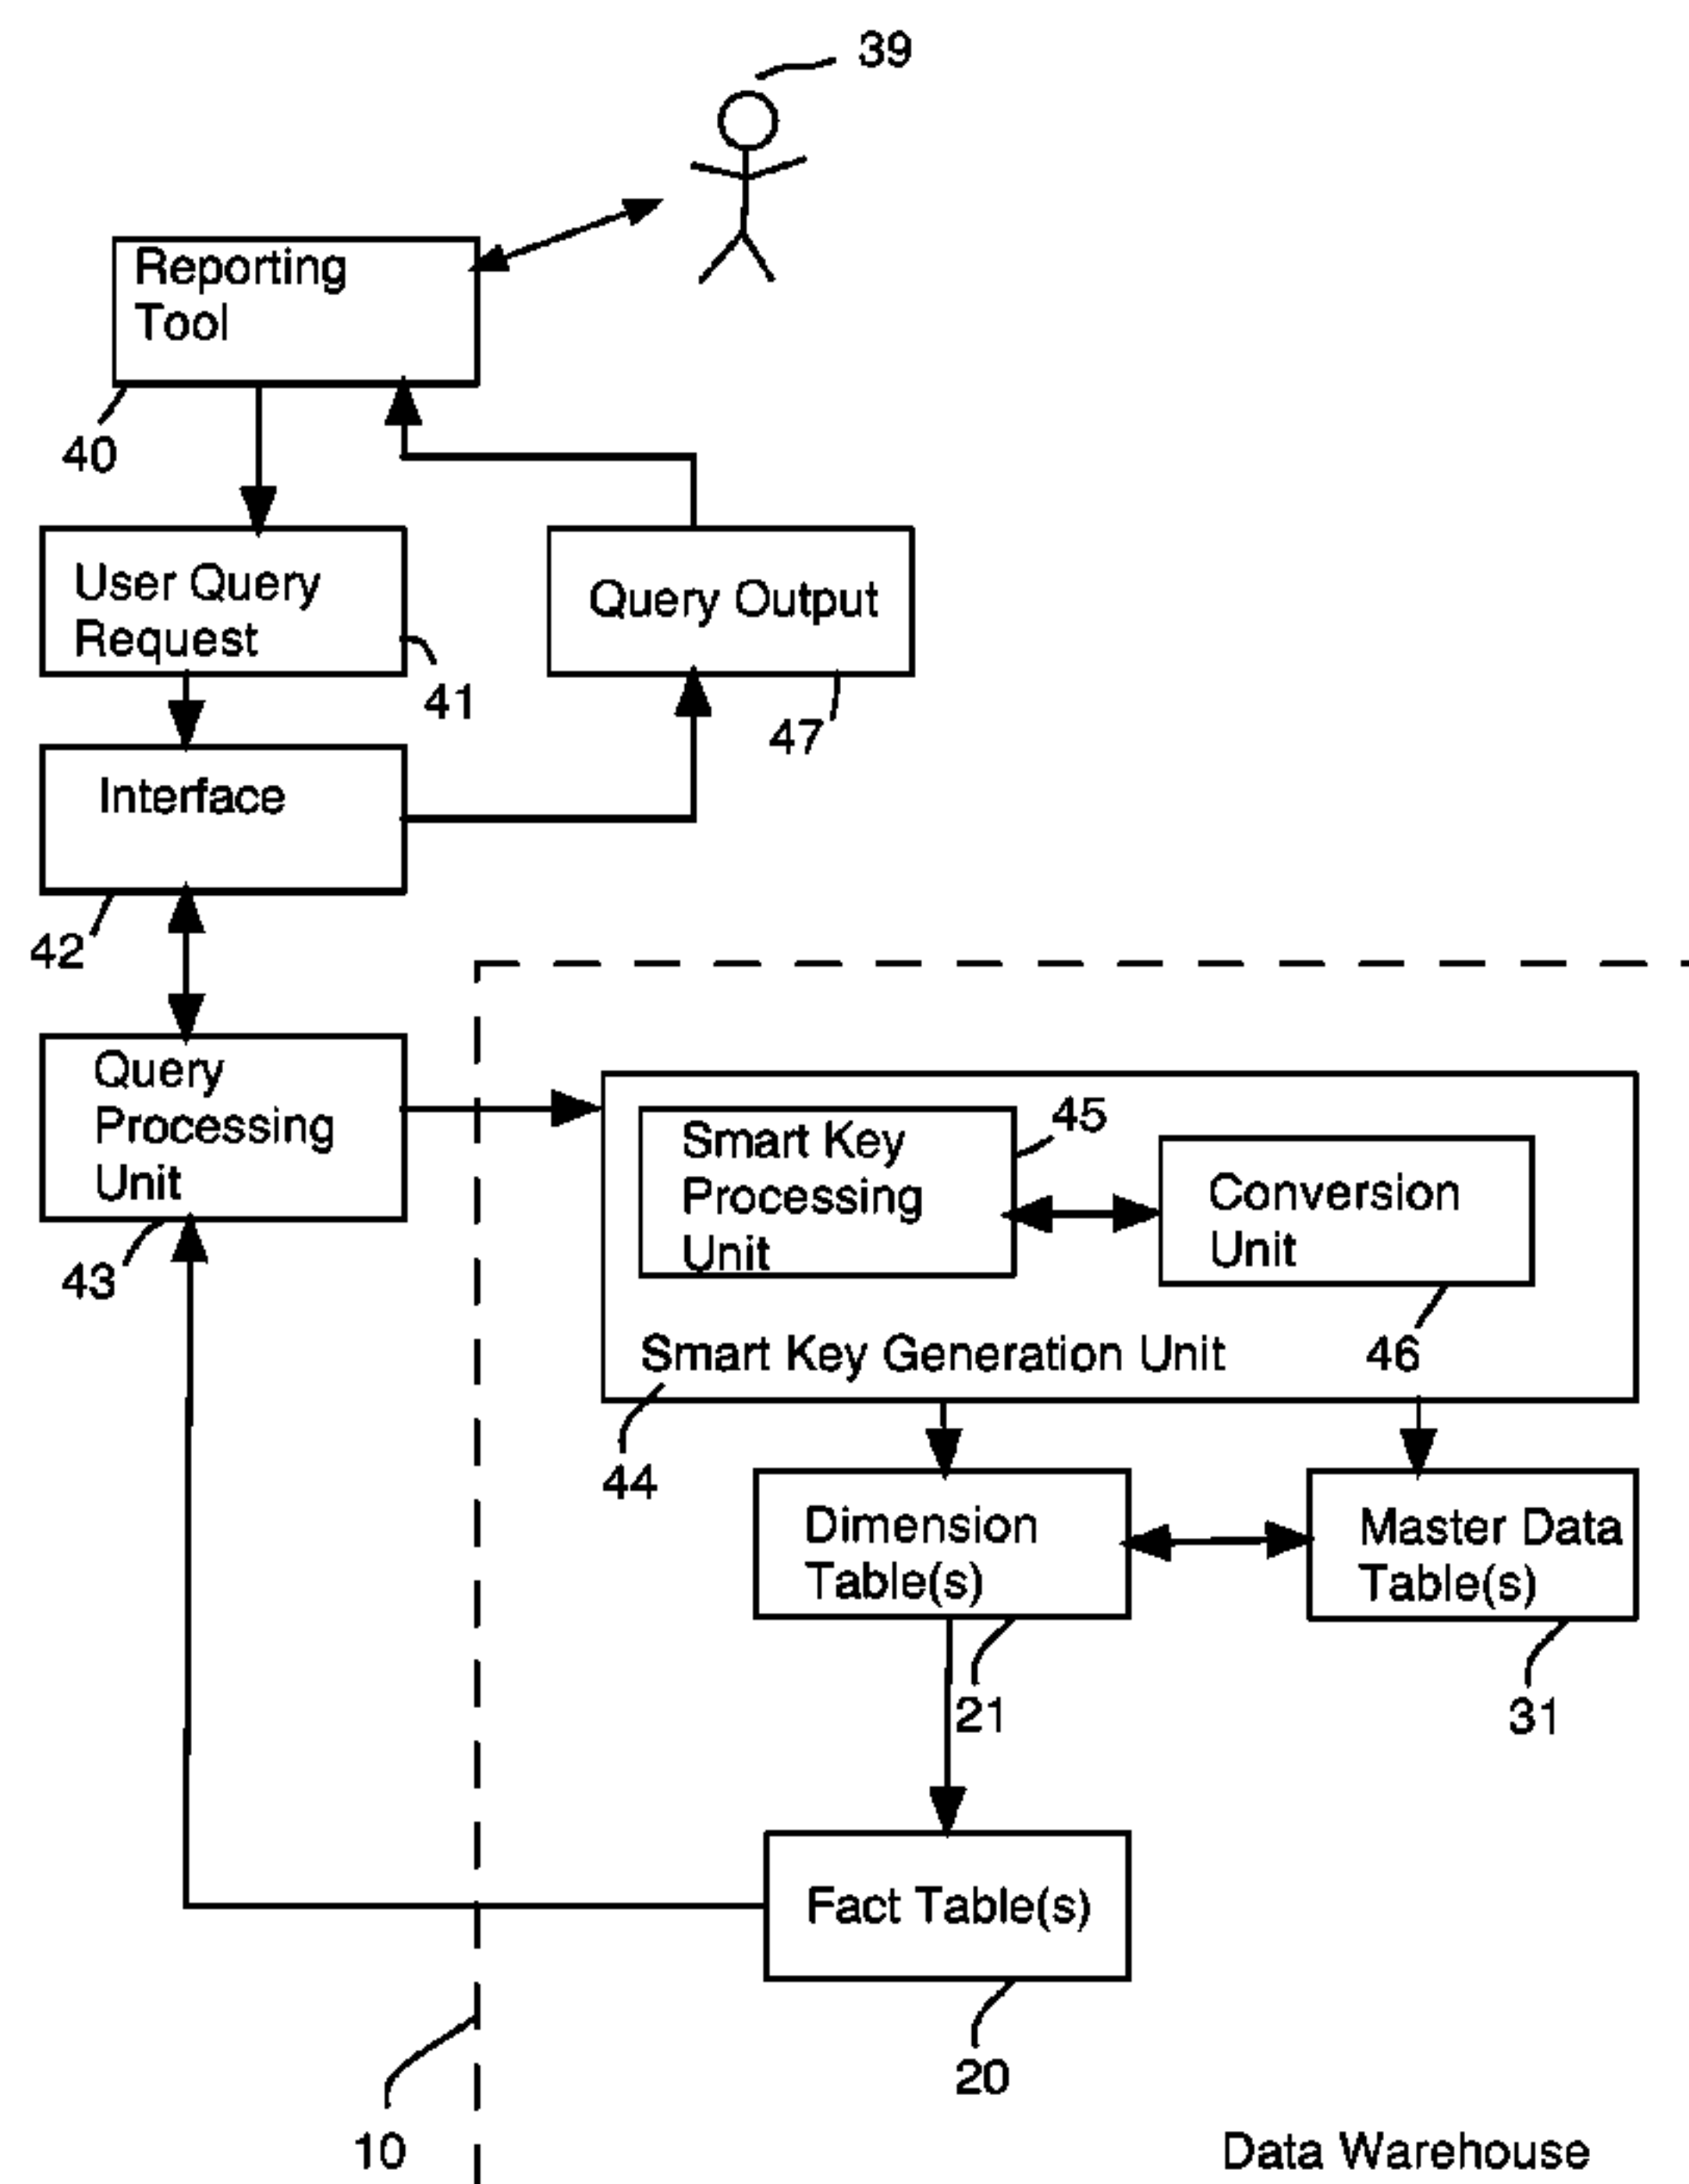 39
Reporting
Tool
40
User Query
Request
41
Query Output
47
Interface
42
Query
Processing
Unit
43
Smart Key
Processing
Unit
45
Conversion
Unit
46
Smart Key Generation Unit
44
Dimension
Table(s)
21
Master Data
Table(s)
31
Fact Table(s)
20
10
Data Warehouse